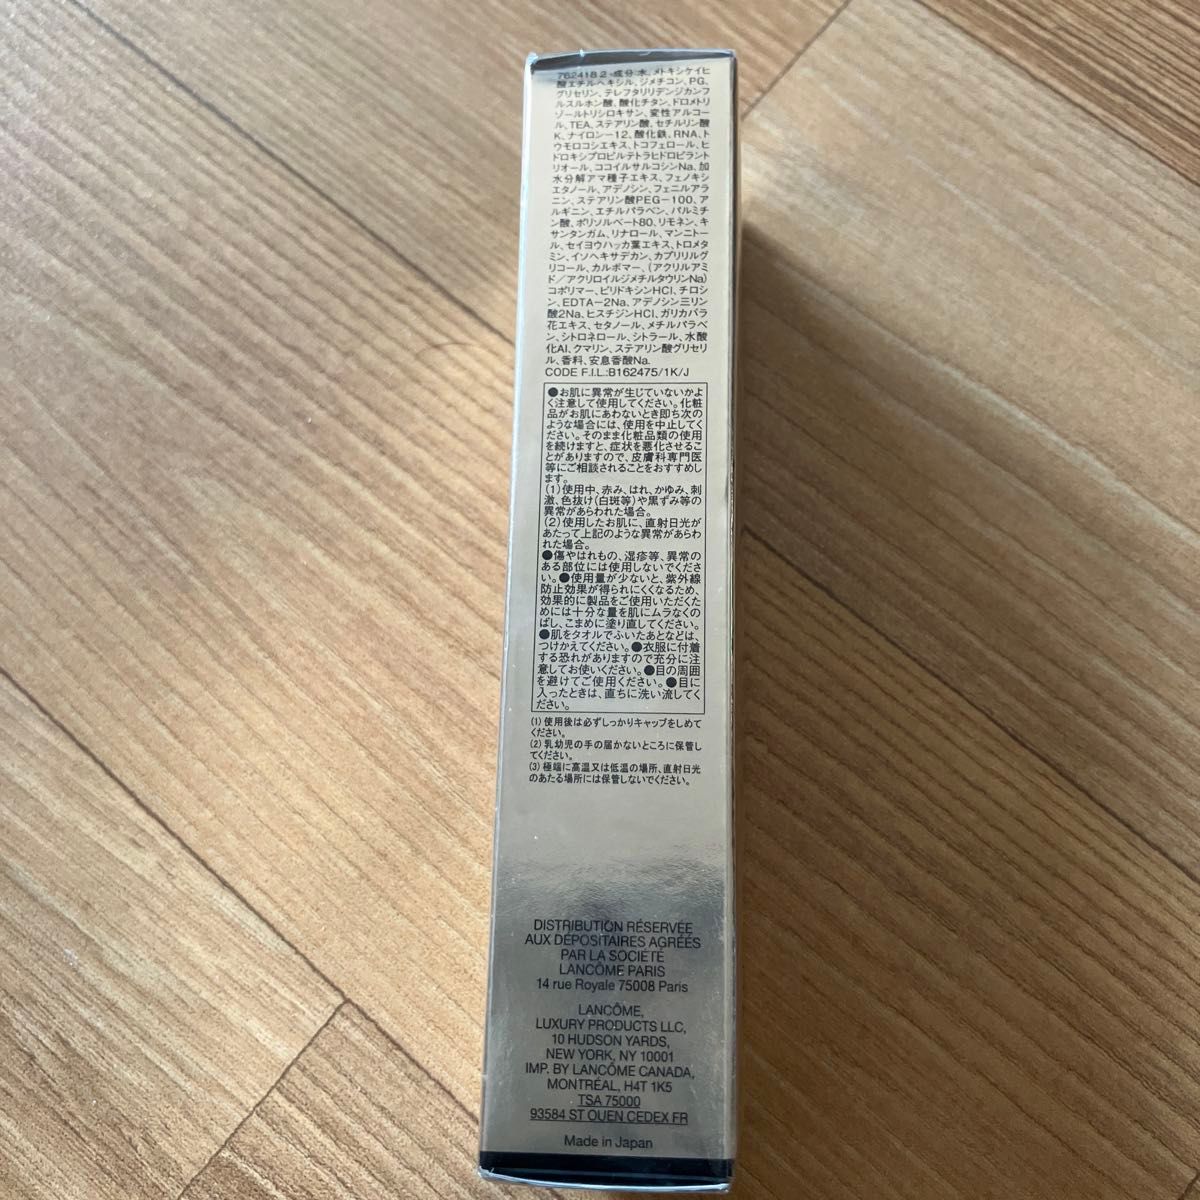 762418 2 ・成分:水、メトキシケイヒ
酸エチルヘキシル、ジメチコン、PG、
グリセリン、テレフタリリデンジカンフ
ルスルホン酸、酸化チタン、ドロメトリ
ゾールトリシロキサン、変性アルコー
ル、TEA、ステアリン酸、セチルリン酸
K、ナイロン－12、酸化鉄、RNA、ト
ウモロコシエキス、トコフェロール、ヒ
ドロキシプロピルテトラヒドロピラント
リオール、ココイルサルコシンNa、加
水分解アマ種子エキス、フェノキシ
エタノール、アデノシン、フェニルアラ
ニン、ステアリン酸PEG－100、ア
ルギニン、エチルパラベン、パルミチ
ン酸、ポリソルベート80、リモネン、キ
サンタンガム、リナロール、マンニトー
ル、セイヨウハッカ葉エキス、トロメタ
ミン、イソヘキサデカン、カプリリルグ
リコール、カルボマー、（アクリルアミ
ド／アクリロイルジメチルタウリンNa）
コポリマー、ピリドキシンHCl、チロシ
ン、EDTA－2Na、アデノシン三リン
酸2Na、ヒスチジンHCl、ガリカバラ
花エキス、セタノール、メチルパラベ
ン、シトロネロール、シトラール、水酸
化Al、クマリン、ステアリン酸グリセリ
ル、香料、安息香酸Na.
CODE F.I.L.:B162475/1K/J
●お肌に異常が生じていないかよ
く注意して使用してください。化粧
品がお肌にあわないとき即ち次の
ような場合には、使用を中止してく
ださい。そのまま化粧品類の使用
を続けますと、症状を悪化させるこ
とがありますので、皮膚科専門医
等にご相談されることをおすすめし
ます。
（1）使用中、赤み、はれ、かゆみ、刺
激、色抜け（白斑等）や黒ずみ等の
異常があらわれた場合。
（2）使用したお肌に、直射日光が
あたって上記のような異常があらわ
れた場合。
●傷やはれもの、湿疹等、異常の
ある部位には使用しないでくださ
い。●使用量が少ないと、紫外線
防止効果が得られにくくなるため、
効果的に製品をご使用いただくた
めには十分な量を肌にムラなくの
ばし、こまめに塗り直してください。
●肌をタオルでふいたあとなどは、
つけかえてください。●衣服に付着
する恐れがありますので充分に注
意してお使いください。●目の周囲
を避けてご使用ください。●目に
入ったときは、直ちに洗い流してく
ださい。
(1) 使用後は必ずしっかりキャップをしめて
ください。
(2) 乳幼児の手の届かないところに保管し
てください。
(3) 極端に高温又は低温の場所、直射日光
のあたる場所には保管しないでください。
DISTRIBUTION RÉSERVÉE
AUX DÉPOSITAIRES AGRÉÉS
PAR LA SOCIÉTÉ
LANCÔME PARIS
14 rue Royale 75008 Paris
LANCÔME,
LUXURY PRODUCTS LLC,
10 HUDSON YARDS,
NEW YORK, NY 10001
IMP. BY LANCÔME CANADA,
MONTRÉAL, H4T 1K5
TSA 75000
93584 ST OUEN CEDEX FR
Made in Japan